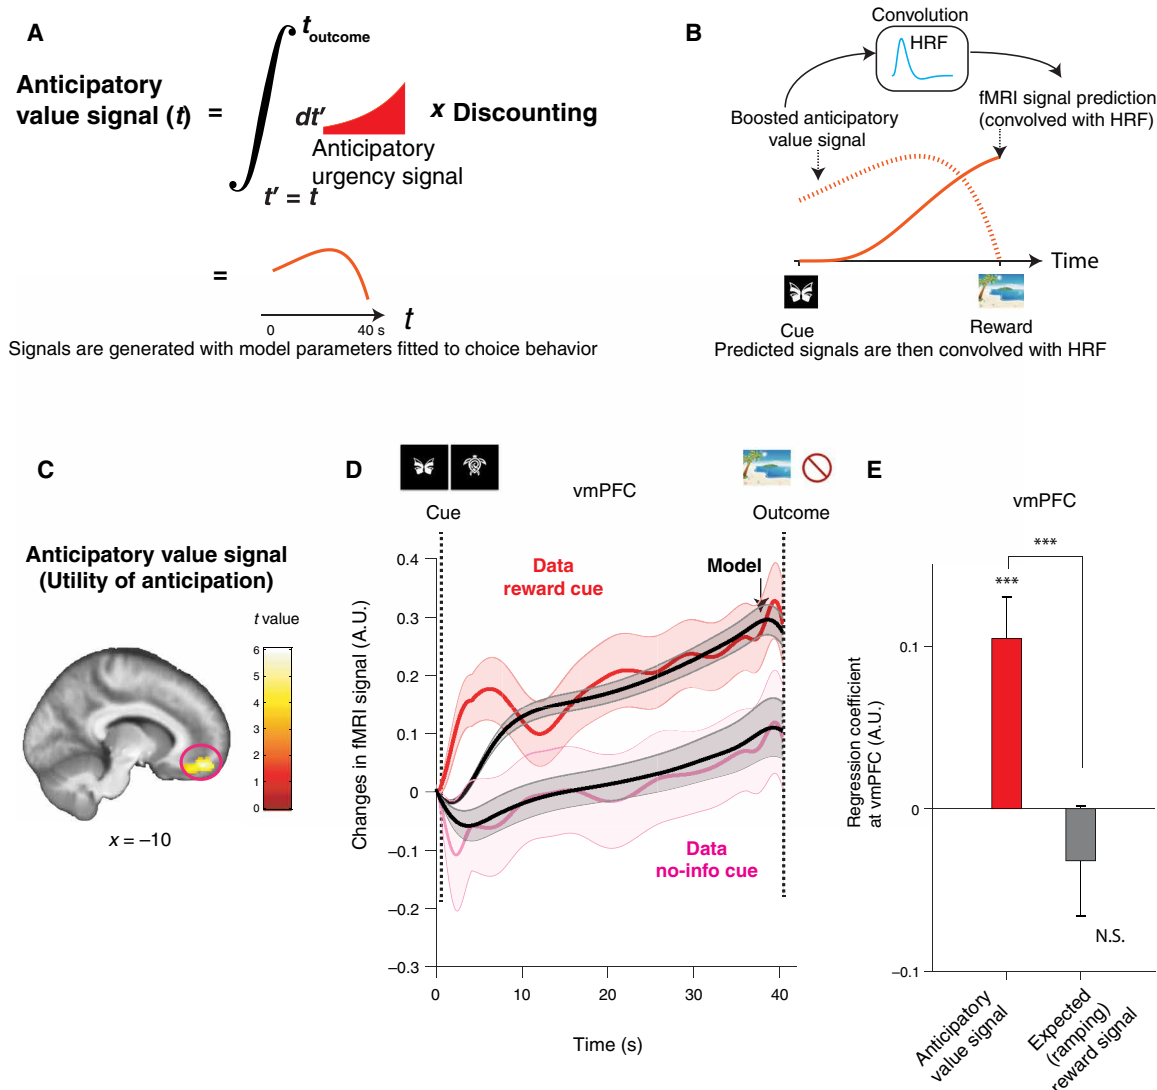 A
Anticipatory
value signal (t)
=
t outcome
dt′
x Discounting
Anticipatory
urgency signal
t′ = t
=
0
40 s
t
Signals are generated with model parameters fitted to choice behavior
B
Convolution
HRF
Boosted anticipatory
value signal
fMRI signal prediction
(convolved with HRF)
Time
Cue
Reward
Predicted signals are then convolved with HRF
C
Anticipatory value signal
(Utility of anticipation)
t value
6
5
4
3
2
1
0
x = –10
D
vmPFC
Cue
Outcome
Data
reward cue
Model
Data
no-info cue
Changes in fMRI signal (A.U.)
0.4
0.3
0.2
0.1
0
–0.1
–0.2
–0.3
0
10
20
30
40
Time (s)
E
vmPFC
***
***
Regression coefficient
at vmPFC (A.U.)
0.1
0
–0.1
N.S.
Anticipatory
value signal
Expected
(ramping)
reward signal